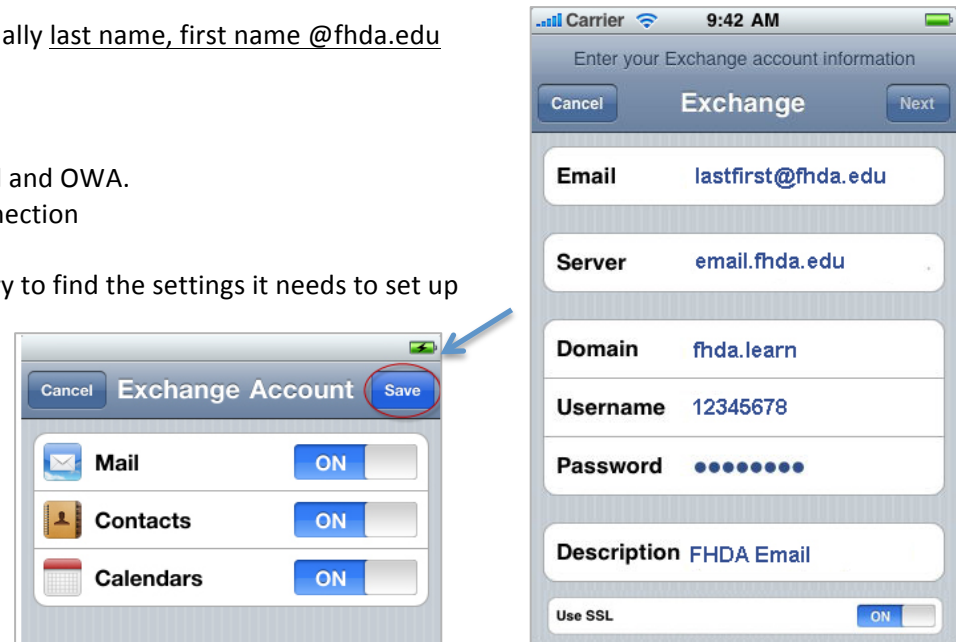 ally last name, first name @fhda.edu
and OWA.
nection
y to find the settings it needs to set up
Cancel Exchange Account Save
Mail ON
Contacts ON
Calendars ON
Carrier 9:42 AM
Enter your Exchange account information
Cancel Exchange Next
Email lastfirst@fhda.edu
Server email.fhda.edu
Domain fhda.learn
Username 12345678
Password ●●●●●●●●
Description FHDA Email
Use SSL ON